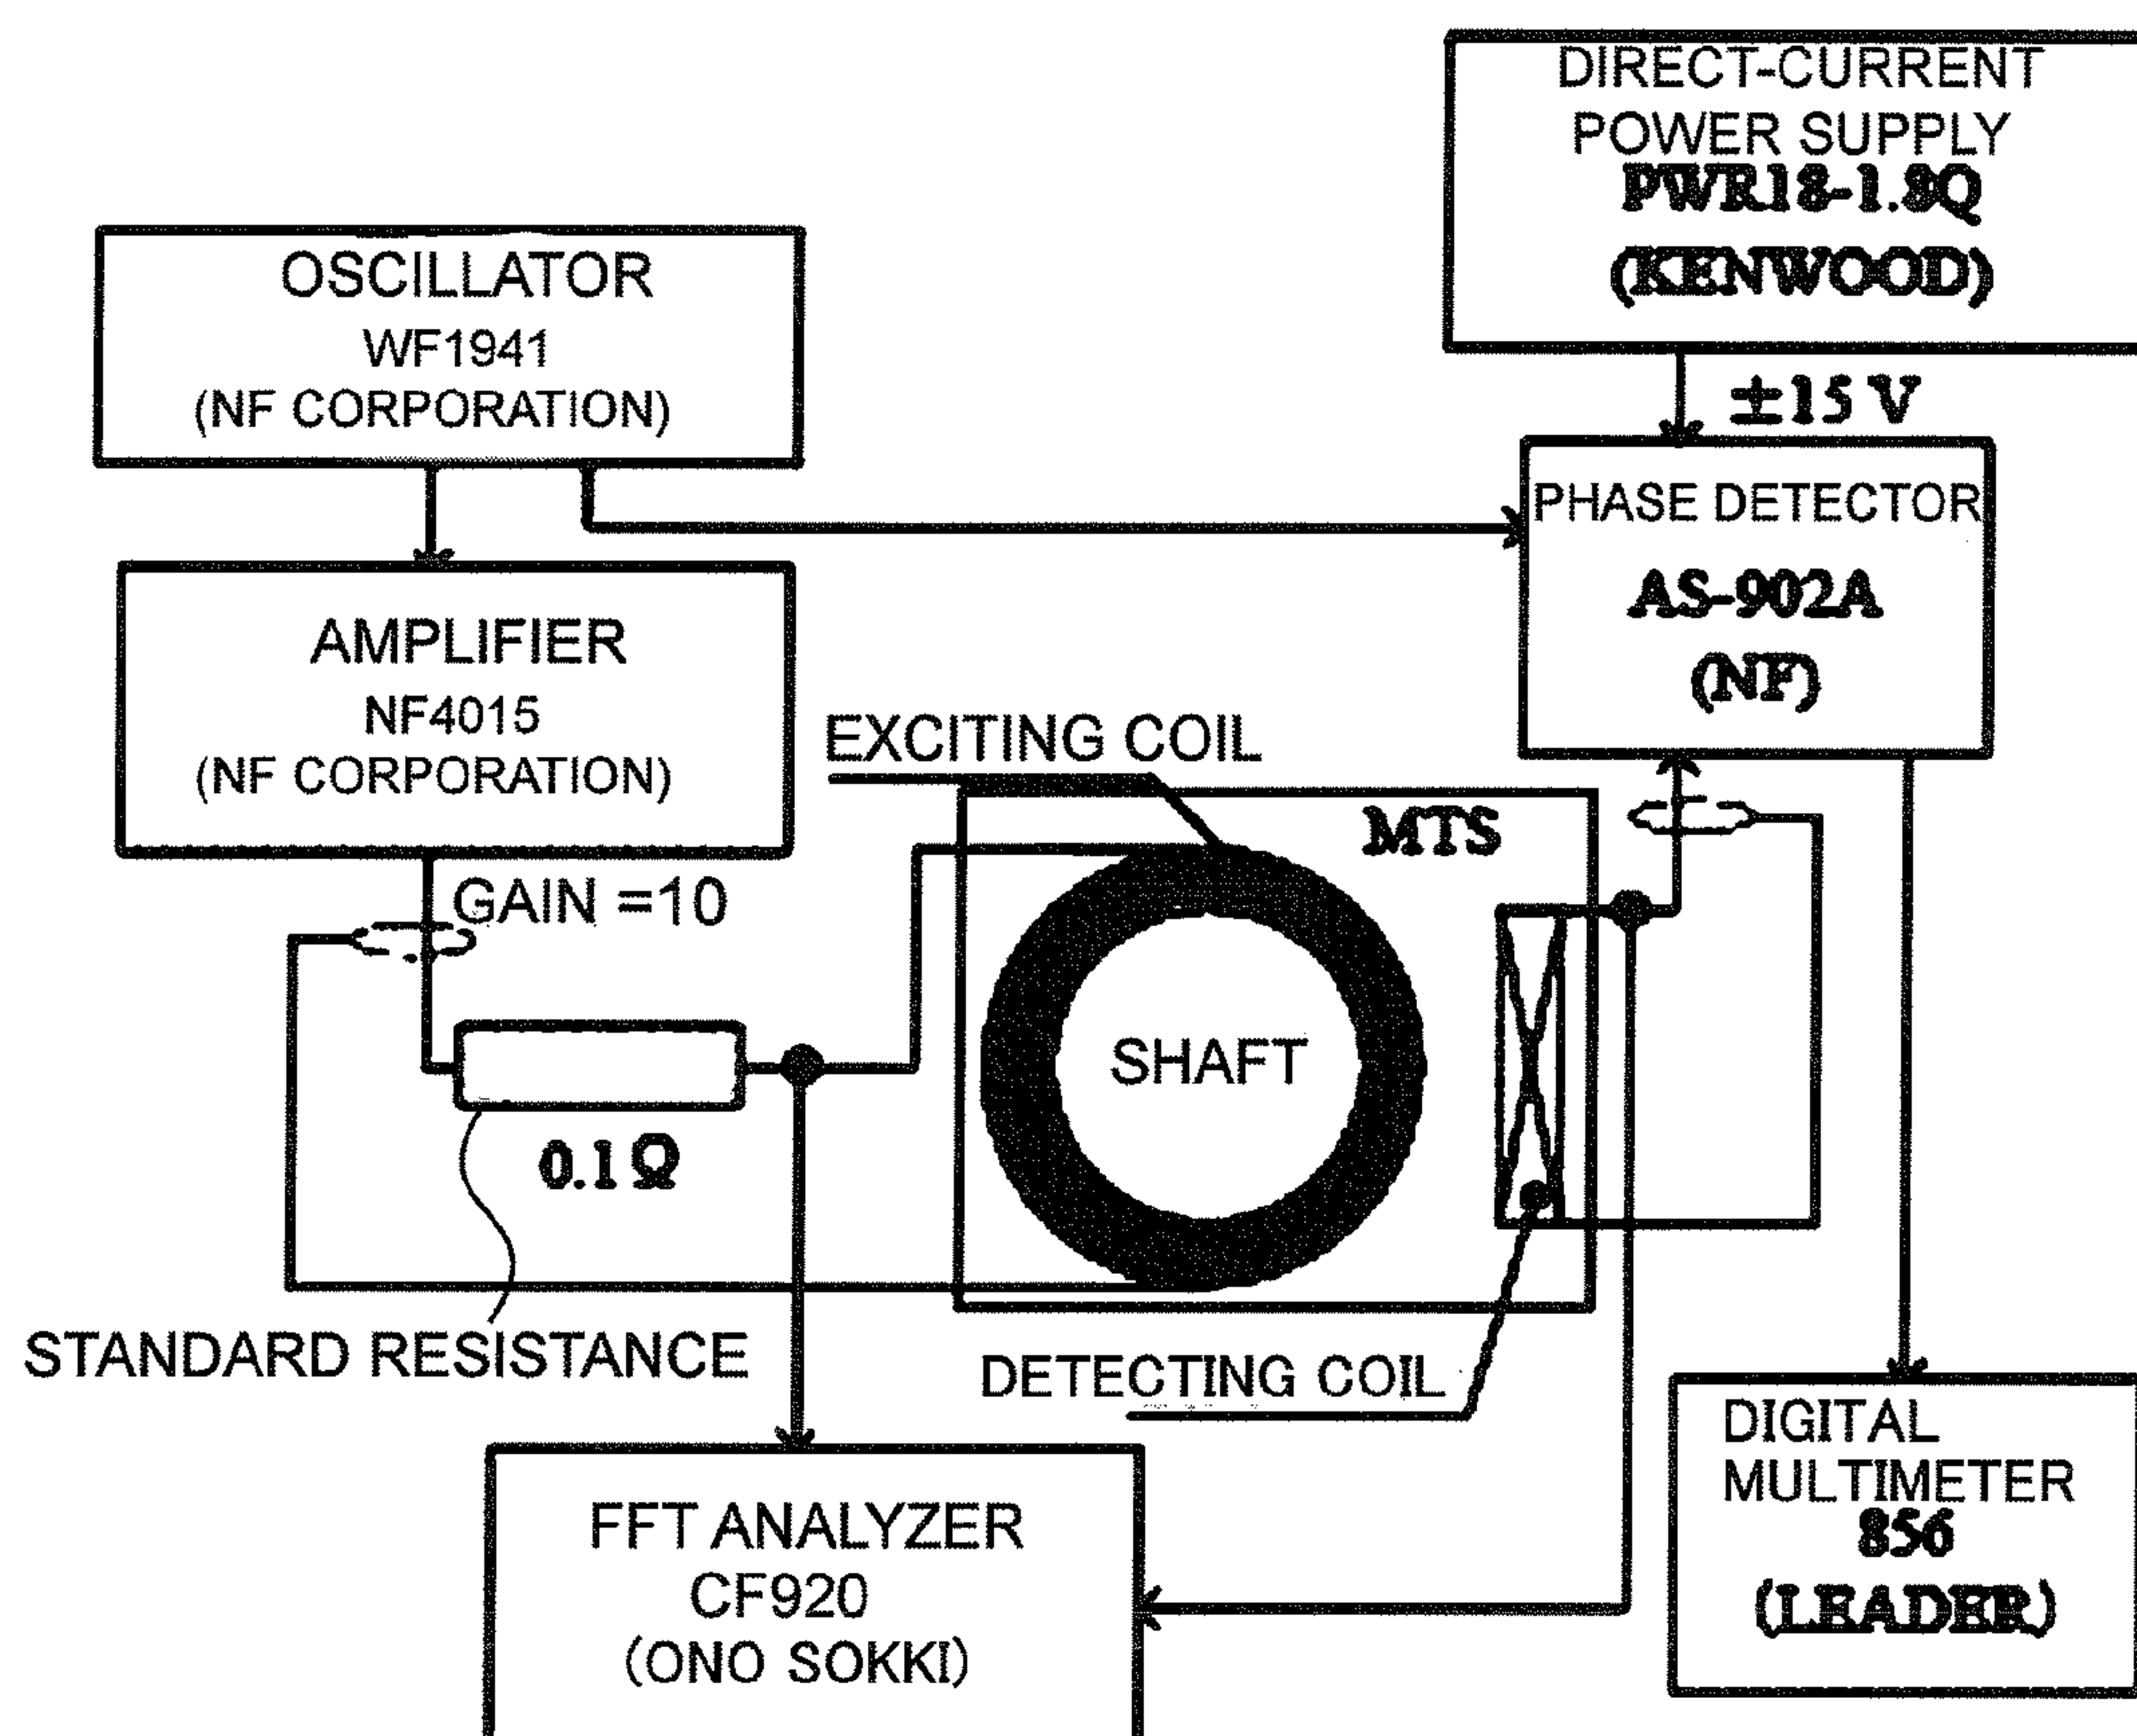 DIRECT-CURRENT
POWER SUPPLY
PWR18-1.8Q
(KENWOOD)
±15 V
OSCILLATOR
WF1941
(NF CORPORATION)
PHASE DETECTOR
AS-902A
(NF)
AMPLIFIER
NF4015
(NF CORPORATION)
GAIN =10
EXCITING COIL
MTS
SHAFT
0.1 Ω
STANDARD RESISTANCE
DETECTING COIL
FFT ANALYZER
CF920
(ONO SOKKI)
DIGITAL
MULTIMETER
856
(LEADER)